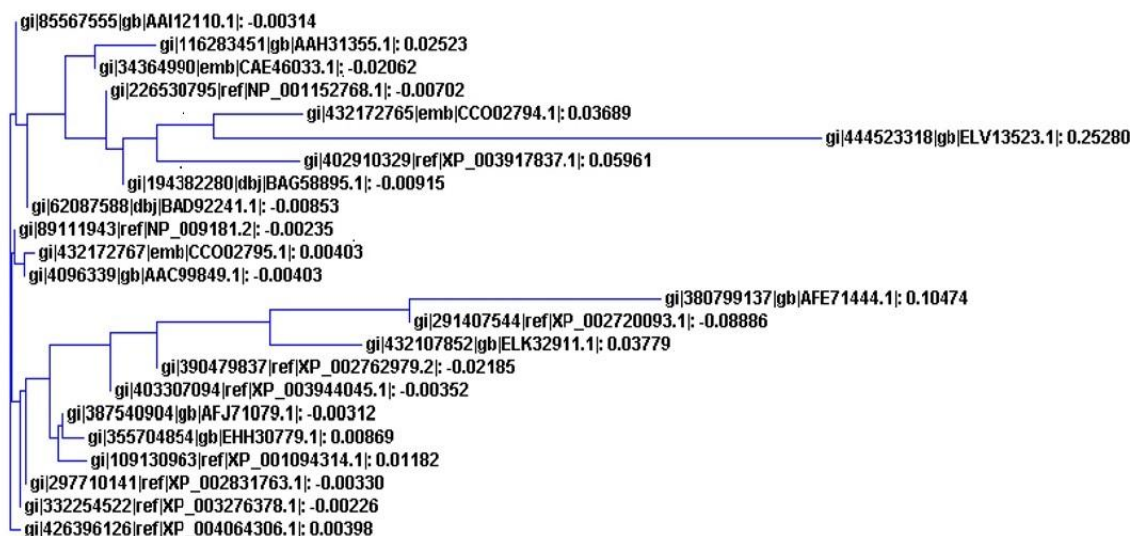 gi|85567555|gb|AAI12110.1|: -0.00314
gi|116283451|gb|AAH31355.1|: 0.02523
gi|34364990|emb|CAE46033.1|: -0.02062
gi|226530795|ref|NP_001152768.1|: -0.00702
gi|432172765|emb|CCO02794.1|: 0.03689
gi|444523318|gb|ELV13523.1|: 0.25280
gi|402910329|ref|XP_003917837.1|: 0.05961
gi|194382280|dbj|BAG58895.1|: -0.00915
gi|62087588|dbj|BAD92241.1|: -0.00853
gi|89111943|ref|NP_009181.2|: -0.00235
gi|432172767|emb|CCO02795.1|: 0.00403
gi|4096339|gb|AAC99849.1|: -0.00403
gi|380799137|gb|AFE71444.1|: 0.10474
gi|291407544|ref|XP_002720093.1|: -0.08886
gi|432107852|gb|ELK32911.1|: 0.03779
gi|390479837|ref|XP_002762979.2|: -0.02185
gi|403307094|ref|XP_003944045.1|: -0.00352
gi|387540904|gb|AFJ71079.1|: -0.00312
gi|355704854|gb|EHH30779.1|: 0.00869
gi|109130963|ref|XP_001094314.1|: 0.01182
gi|297710141|ref|XP_002831763.1|: -0.00330
gi|332254522|ref|XP_003276378.1|: -0.00226
gi|426396126|ref|XP_004064306.1|: 0.00398